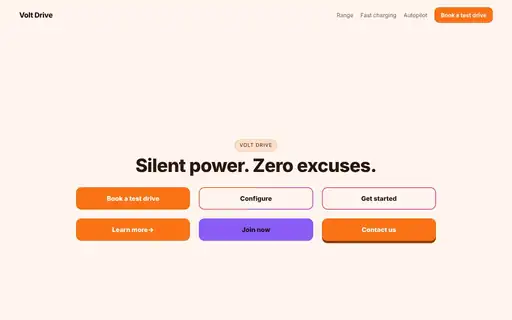 Volt Drive
Range
Fast charging
Autopilot
Book a test drive
VOLT DRIVE
Silent power. Zero excuses.
Book a test drive
Configure
Get started
Learn more→
Join now
Contact us